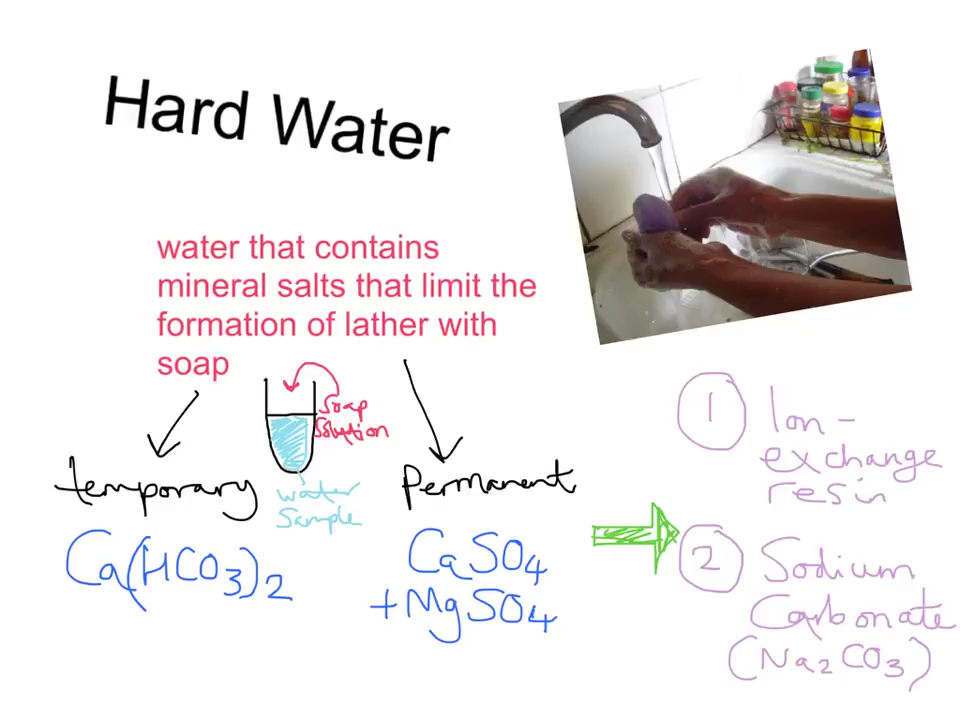 Hard Water
water that contains
mineral salts that limit the
formation of lather with
soap
soap
solution
water
sample
temporary
Ca(HCO3)2
Permanent
CaSO4
+MgSO4
1
Ion-
exchange
resin
2
Sodium
Carbonate
(Na2CO3)